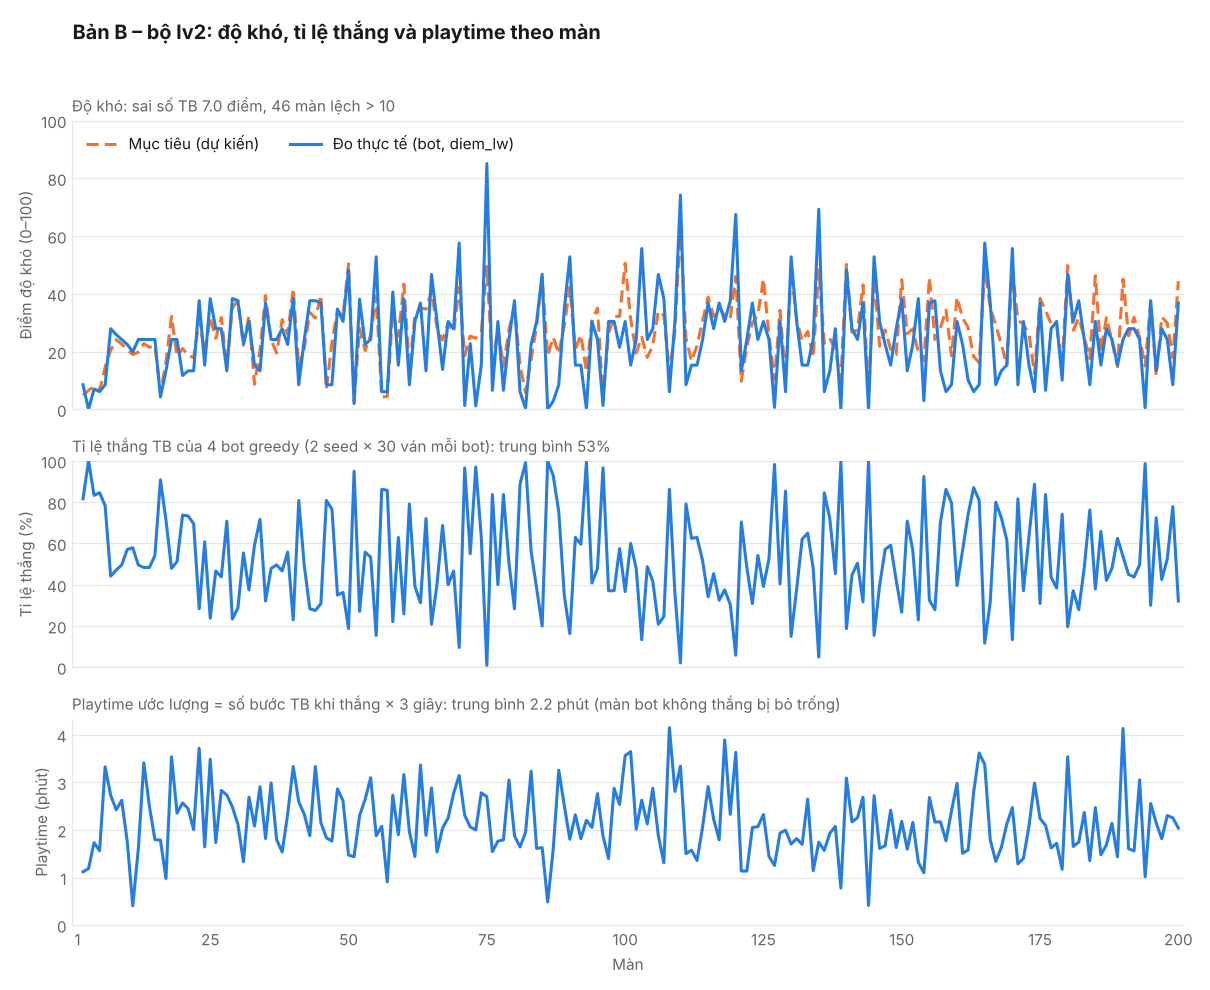 Bản B – bộ lv2: độ khó, tỉ lệ thắng và playtime theo màn
Độ khó: sai số TB 7.0 điểm, 46 màn lệch > 10
Mục tiêu (dự kiến)
Đo thực tế (bot, diem_lw)
Điểm độ khó (0–100)
100
80
60
40
20
0
Tỉ lệ thắng TB của 4 bot greedy (2 seed × 30 ván mỗi bot): trung bình 53%
Tỉ lệ thắng (%)
100
80
60
40
20
0
Playtime ước lượng = số bước TB khi thắng × 3 giây: trung bình 2.2 phút (màn bot không thắng bị bỏ trống)
Playtime (phút)
4
3
2
1
0
1 25 50 75 100 125 150 175 200
Màn